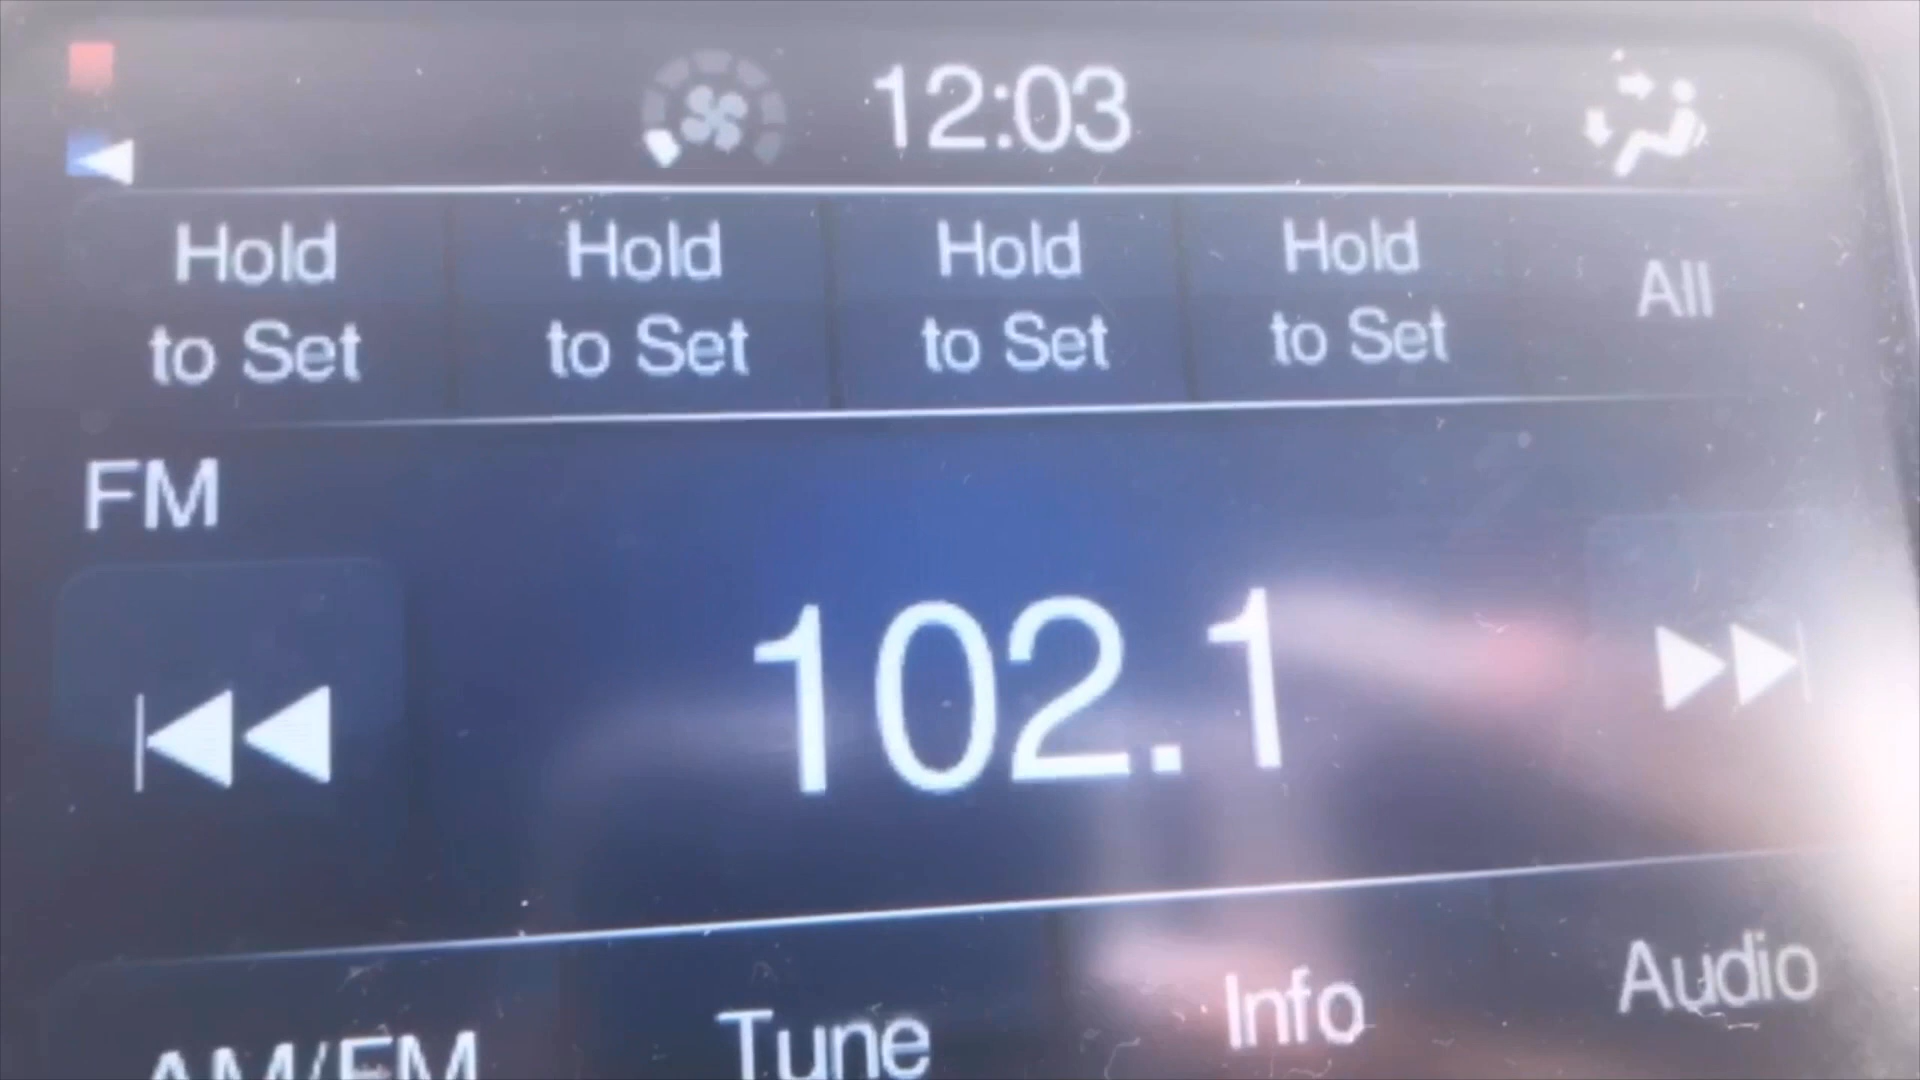 12:03
Hold
to Set
Hold
to Set
Hold
to Set
Hold
to Set
All
FM
102.1
AM/FM
Tune
Info
Audio